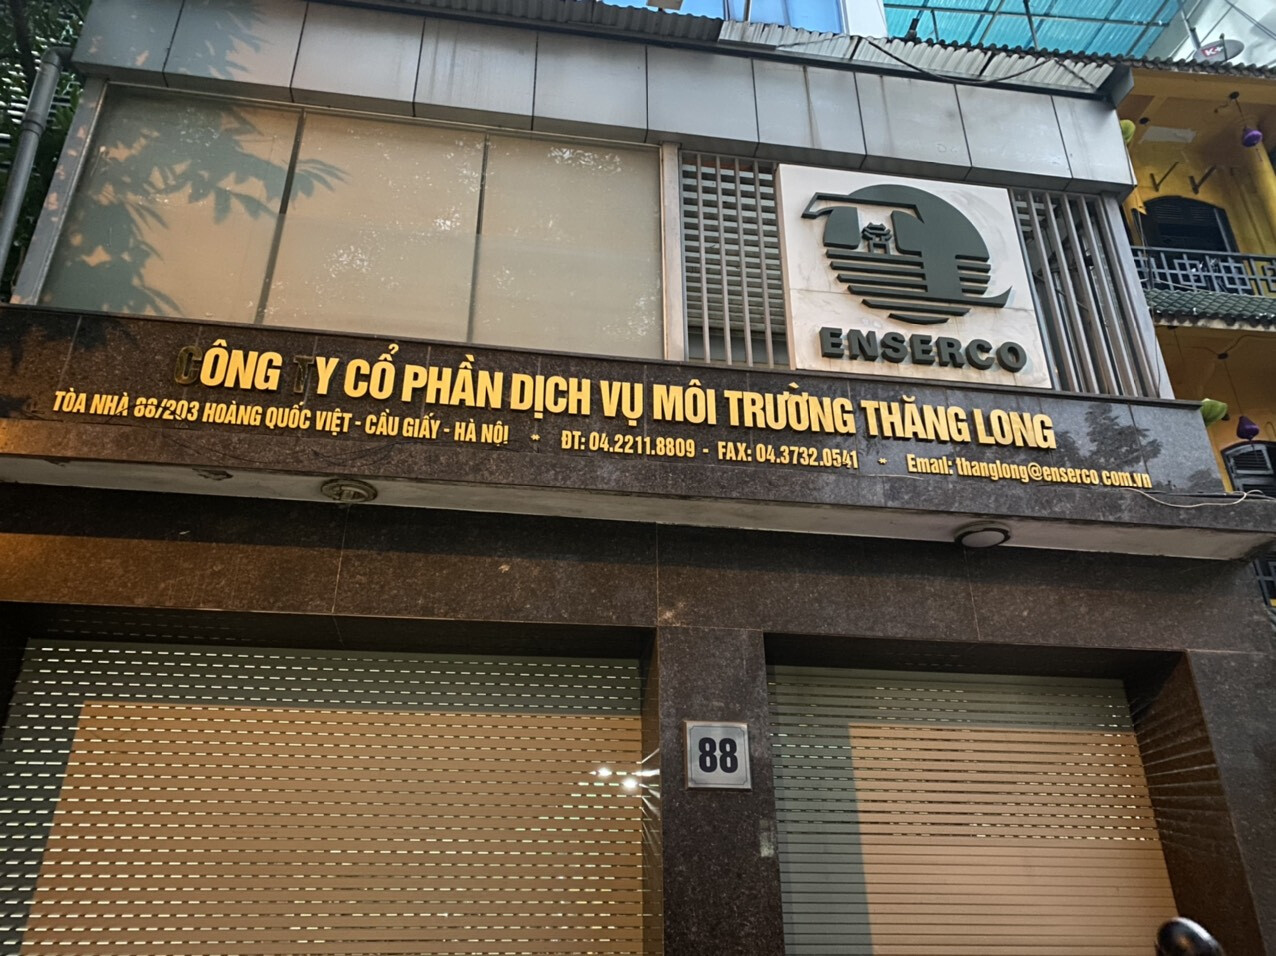 ENSERCO
CÔNG TY CỔ PHẦN DỊCH VỤ MÔI TRƯỜNG THĂNG LONG
TÒA NHÀ 88/203 HOÀNG QUỐC VIỆT - CẦU GIẤY - HÀ NỘI * ĐT: 04.2211.8809 - FAX: 04.3732.0541 * Email: thanglong@enserco.com.vn
88